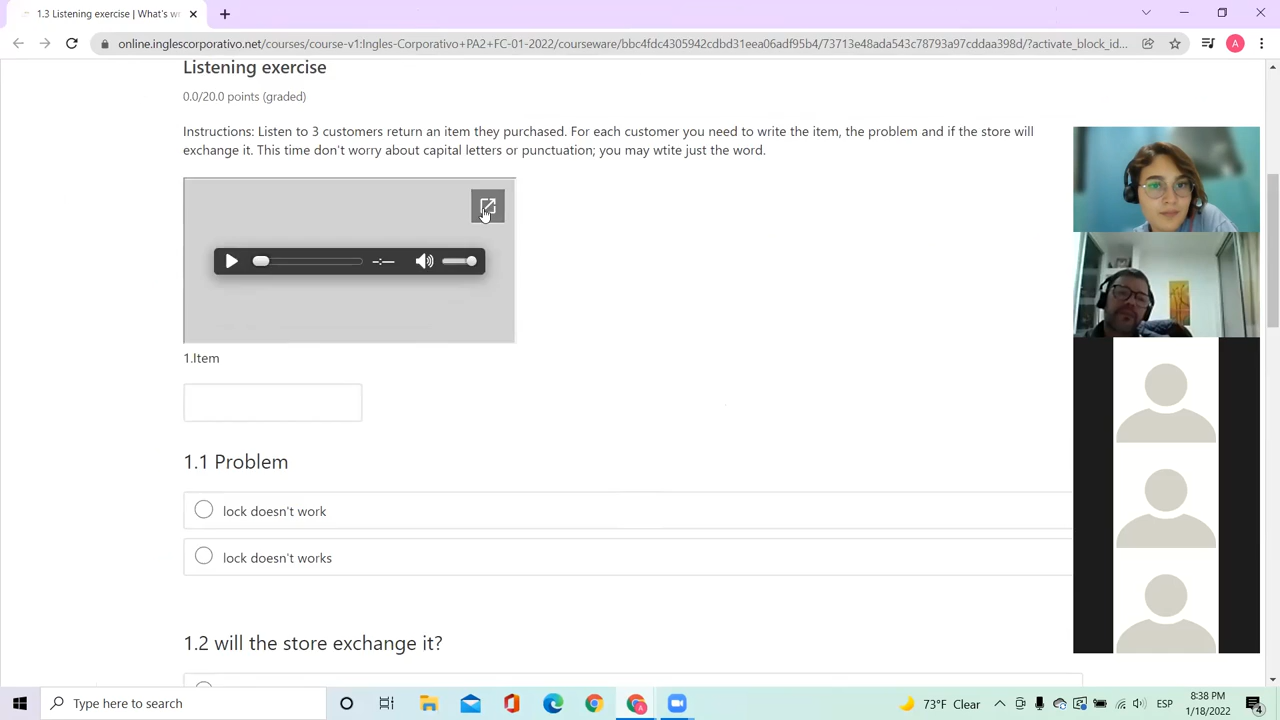 1.3 Listening exercise | What's wr
online.inglescorporativo.net/courses/course-v1:Ingles-Corporativo+PA2+FC-01-2022/courseware/bbc4fdc4305942cdbd31eea06adf95b4/73713e48ada543c78793a97cddaa398d/?activate_block_id...
A
Listening exercise
0.0/20.0 points (graded)
Instructions: Listen to 3 customers return an item they purchased. For each customer you need to write the item, the problem and if the store will
exchange it. This time don't worry about capital letters or punctuation; you may wtite just the word.
-:--
1.Item
1.1 Problem
lock doesn't work
lock doesn't works
1.2 will the store exchange it?
Type here to search
73°F Clear
ESP
8:38 PM
1/18/2022
4